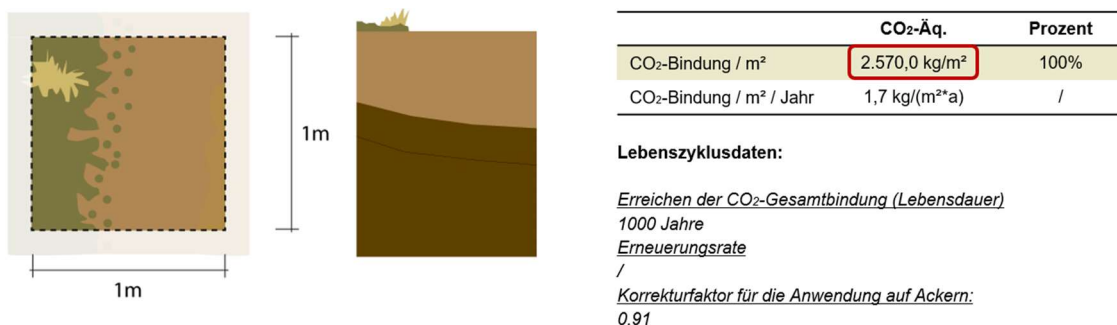 1m
1m
CO₂-Äq. Prozent
CO₂-Bindung / m² 2.570,0 kg/m² 100%
CO₂-Bindung / m² / Jahr 1,7 kg/(m²*a) /
Lebenszyklusdaten:
Erreichen der CO₂-Gesamtbindung (Lebensdauer)
1000 Jahre
Erneuerungsrate
/
Korrekturfaktor für die Anwendung auf Ackern:
0.91